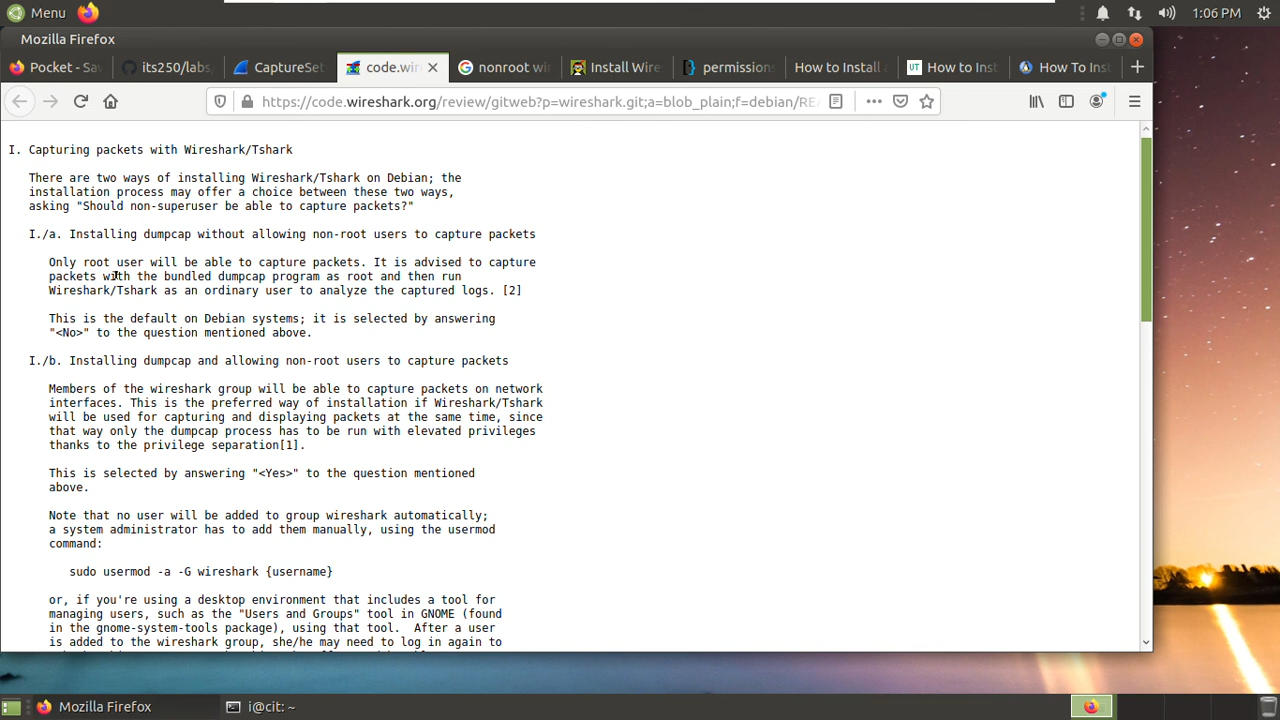 Menu
1:06 PM
Mozilla Firefox
Pocket - Sav
its250/labs
CaptureSet
code.wir
nonroot wi
Install Wire
permissions
How to Install
How to Inst
How To Inst
https://code.wireshark.org/review/gitweb?p=wireshark.git;a=blob_plain;f=debian/RE
I. Capturing packets with Wireshark/Tshark
There are two ways of installing Wireshark/Tshark on Debian; the
installation process may offer a choice between these two ways,
asking "Should non-superuser be able to capture packets?"
I./a. Installing dumpcap without allowing non-root users to capture packets
Only root user will be able to capture packets. It is advised to capture
packets with the bundled dumpcap program as root and then run
Wireshark/Tshark as an ordinary user to analyze the captured logs. [2]
This is the default on Debian systems; it is selected by answering
"<No>" to the question mentioned above.
I./b. Installing dumpcap and allowing non-root users to capture packets
Members of the wireshark group will be able to capture packets on network
interfaces. This is the preferred way of installation if Wireshark/Tshark
will be used for capturing and displaying packets at the same time, since
that way only the dumpcap process has to be run with elevated privileges
thanks to the privilege separation[1].
This is selected by answering "<Yes>" to the question mentioned
above.
Note that no user will be added to group wireshark automatically;
a system administrator has to add them manually, using the usermod
command:
sudo usermod -a -G wireshark {username}
or, if you're using a desktop environment that includes a tool for
managing users, such as the "Users and Groups" tool in GNOME (found
in the gnome-system-tools package), using that tool.  After a user
is added to the wireshark group, she/he may need to log in again to
Mozilla Firefox
i@cit: ~